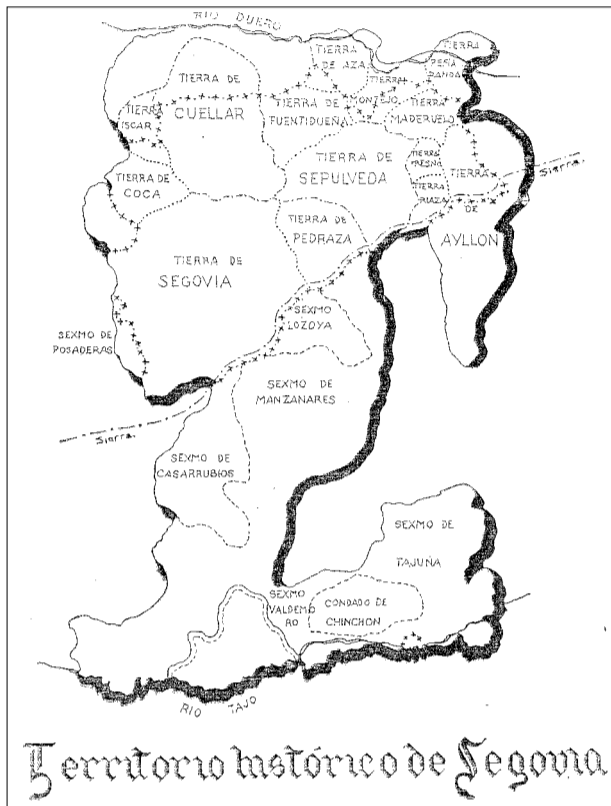 RIO DUERO
TIERRA
DE AZA
TIERRA
PEÑA
RANDA
TIERRA DE
CUELLAR
TIERRA
MONTEJO
TIERRA
ISCAR
TIERRA DE
FUENTIDUEÑA
TIERRA
MADERUELO
TIERRA DE
COCA
TIERRA DE
SEPULVEDA
TIERRA
FRESNO
TIERRA
RIAZA
TIERRA
DE
AYLLON
Sierra
TIERRA DE
PEDRAZA
TIERRA DE
SEGOVIA
SEXMO
LOZOYA
SEXMO DE
POSADERAS
SEXMO DE
MANZANARES
Sierra.
SEXMO DE
CASARRUBIOS
SEXMO DE
TAJUÑA
SEXMO
VALDEMO
RO
CONDADO DE
CHINCHON
RIO TAJO
Territorio histórico de Segovia